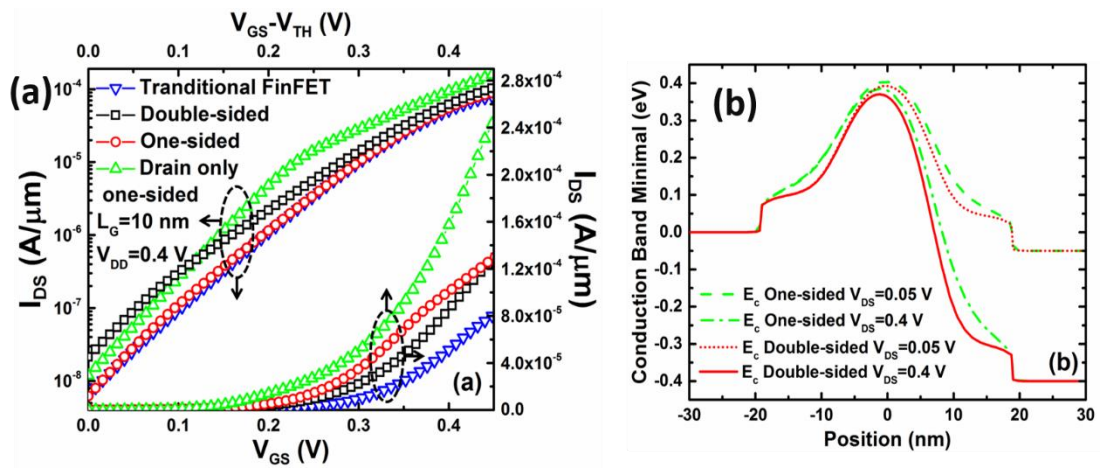 V_GS-V_TH (V)
0.0 0.1 0.2 0.3 0.4
(a)
10⁻⁴
10⁻⁵
10⁻⁶
10⁻⁷
10⁻⁸
I_DS (A/μm)
Tranditional FinFET
Double-sided
One-sided
Drain only
one-sided
L_G=10 nm
V_DD=0.4 V
2.8x10⁻⁴
2.4x10⁻⁴
2.0x10⁻⁴
1.6x10⁻⁴
1.2x10⁻⁴
8.0x10⁻⁵
4.0x10⁻⁵
0.0
I_DS (A/μm)
(a)
0.0 0.1 0.2 0.3 0.4
V_GS (V)
(b)
Conduction Band Minimal (eV)
0.4
0.3
0.2
0.1
0.0
-0.1
-0.2
-0.3
-0.4
E_c One-sided V_DS=0.05 V
E_c One-sided V_DS=0.4 V
E_c Double-sided V_DS=0.05 V
E_c Double-sided V_DS=0.4 V
(b)
-30 -20 -10 0 10 20 30
Position (nm)